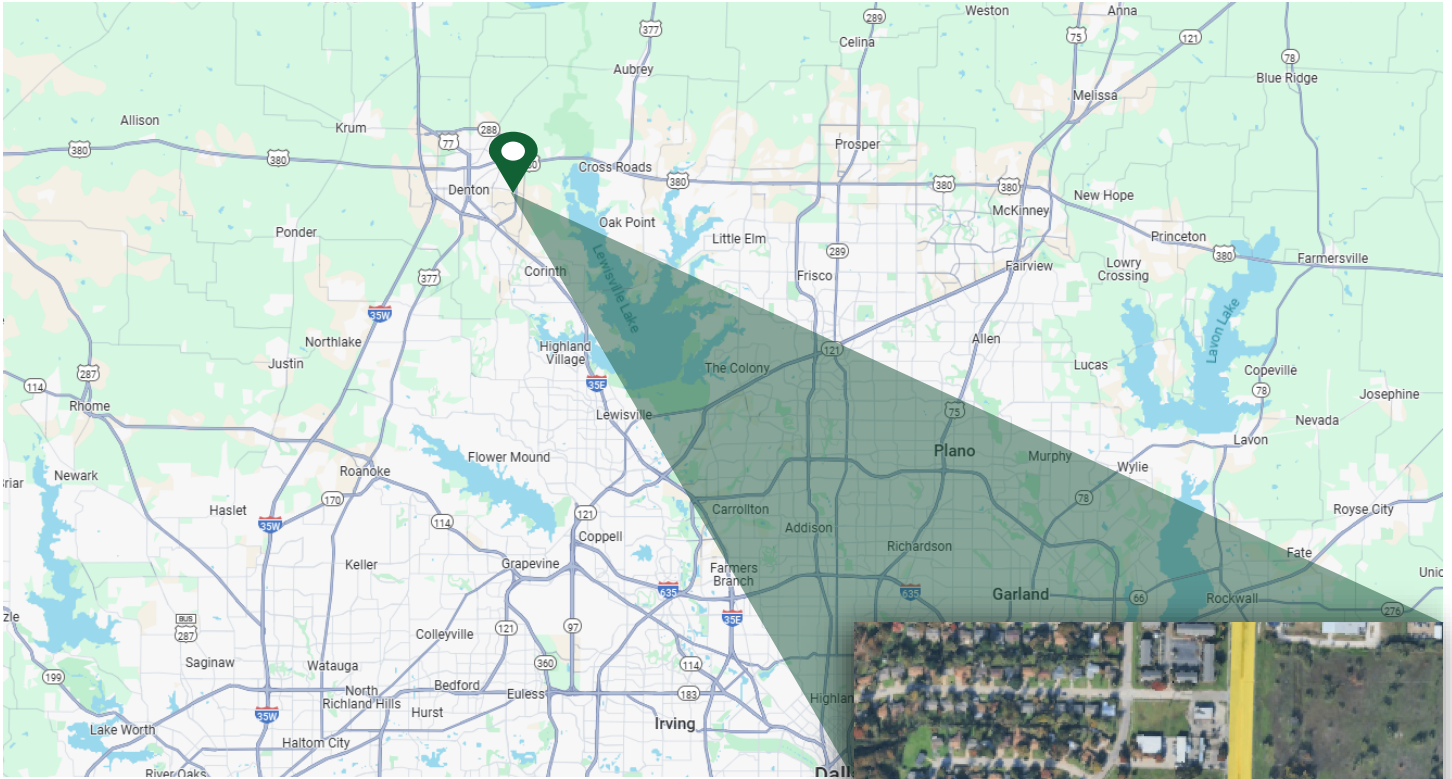 Weston
Anna
289
377
75
121
Celina
78
Aubrey
Blue Ridge
Melissa
Allison
Krum
288
77
380
380
Prosper
Cross Roads
380
380
380
Denton
New Hope
McKinney
Oak Point
Ponder
Little Elm
Princeton
289
380
Farmersville
Lowry
Crossing
Corinth
Fairview
377
Frisco
Lewisville Lake
35W
Lavon Lake
Northlake
Highland
Village
121
Allen
Justin
The Colony
Lucas
Copeville
287
114
35E
78
Josephine
Rhome
Lewisville
75
Nevada
Lavon
Plano
Flower Mound
Murphy
Wylie
Roanoke
Newark
170
78
Haslet
114
121
Carrollton
Royse City
35W
Addison
Coppell
Richardson
Fate
Keller
Grapevine
Farmers
Branch
635
635
Garland
66
Rockwall
276
BUS
287
35E
121
97
Colleyville
Saginaw
Watauga
360
114
199
North
Richland Hills
Bedford
Euless
183
Highlan
35W
Hurst
Irving
Lake Worth
Haltom City
River Oaks
Dall